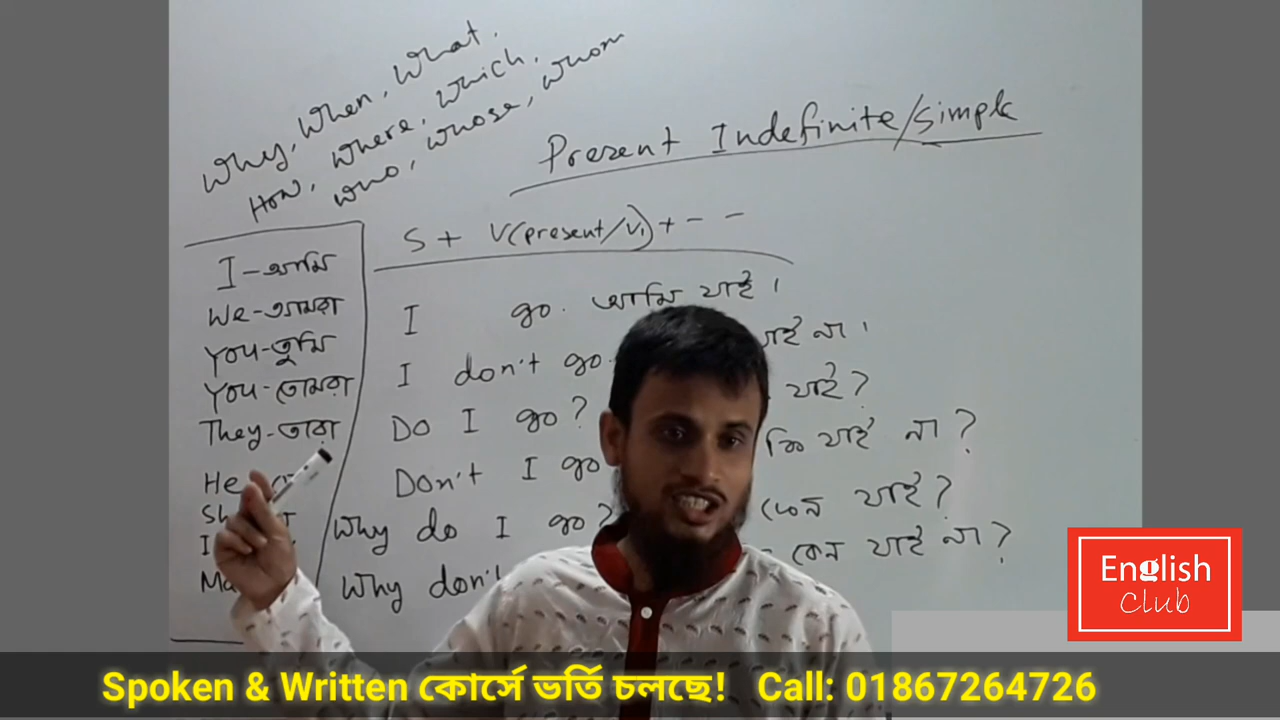 Why, When, What.
How, Where, Which.
Who, Whose, Whom
Present Indefinite/Simple
S + V(present/V₁) + - -
I - আমি
We - আমরা
You - তুমি
You - তোমরা
They - তারা
He
I
I go. আমি যাই।
I don't go. যাই না।
Do I go? যাই?
Don't I go কি যাই না?
Why do I go? কেন যাই?
Why don't - কেন যাই না?
English
Club
Spoken & Written কোর্সে ভর্তি চলছে! Call: 01867264726